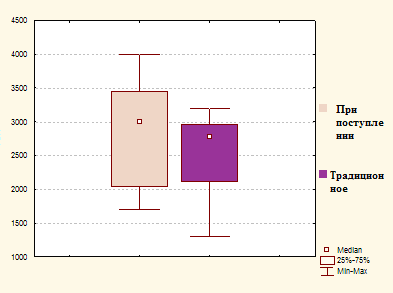 4500
4000
3500
3000
2500
2000
1500
1000
При
поступле
нии
Традицион
ное
Median
25%-75%
Min-Max